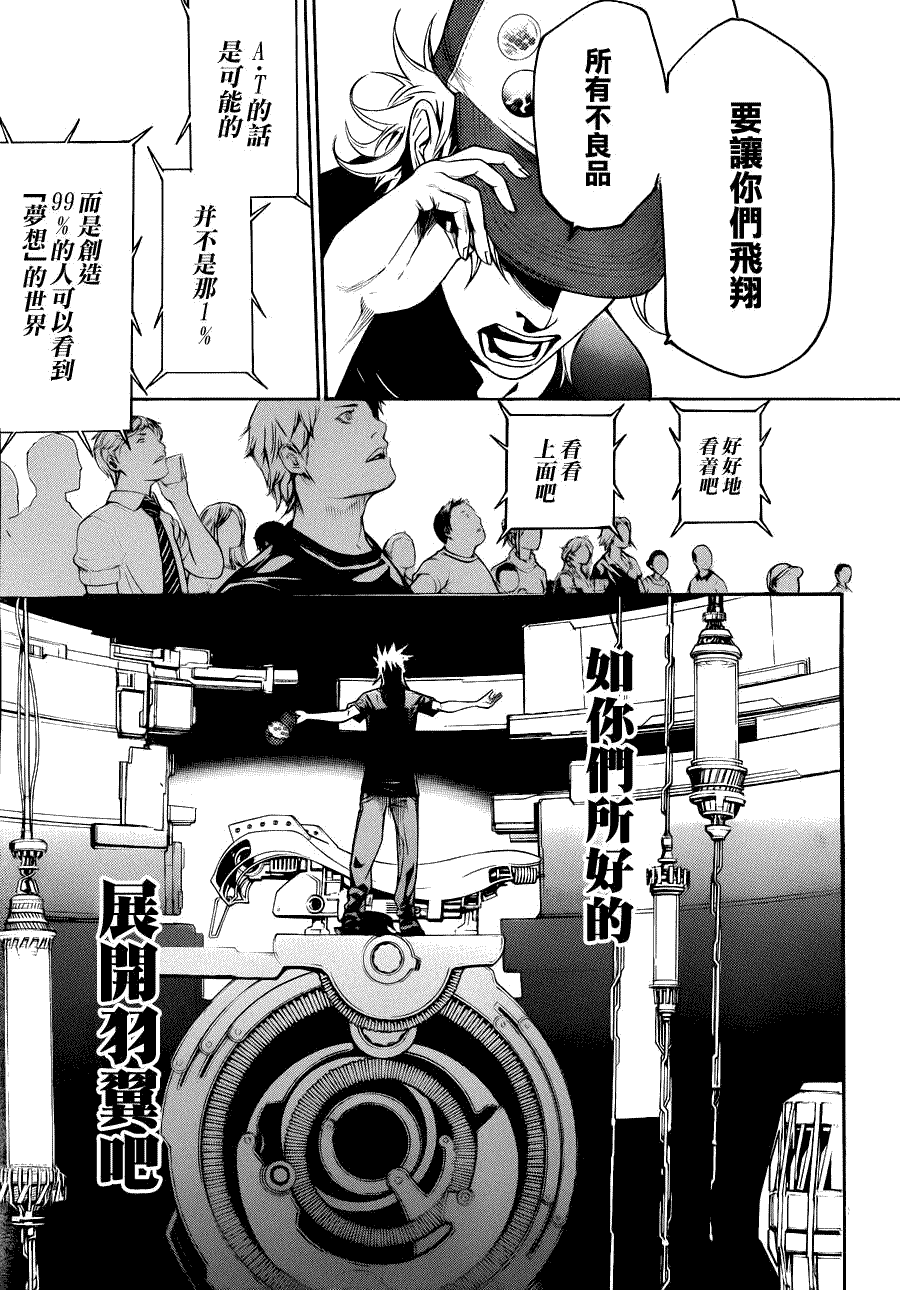 要讓你們飛翔
所有不良品
A・T的話
是可能的
并不是那1%
而是創造
99%的人可以看到
「夢想」的世界
好好地
看着吧
看看
上面吧
如你們所好的
展開羽翼吧